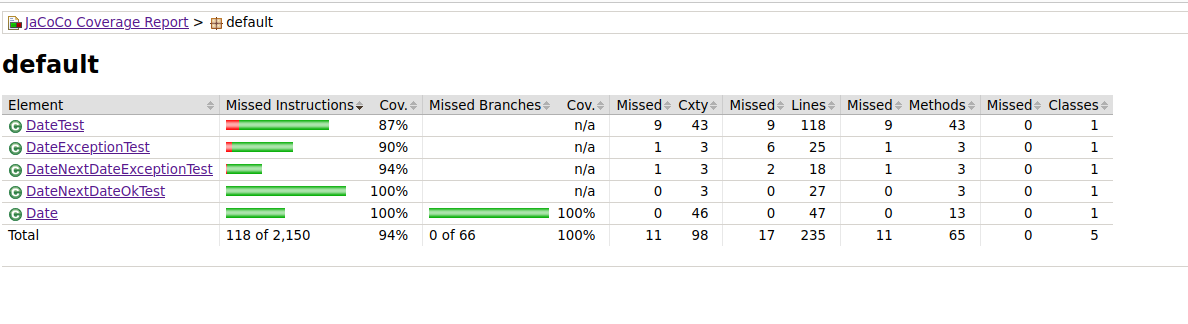 JaCoCo Coverage Report > default
default
Element Missed Instructions Cov. Missed Branches Cov. Missed Cxty Missed Lines Missed Methods Missed Classes
DateTest 87% n/a 9 43 9 118 9 43 0 1
DateExceptionTest 90% n/a 1 3 6 25 1 3 0 1
DateNextDateExceptionTest 94% n/a 1 3 2 18 1 3 0 1
DateNextDateOkTest 100% n/a 0 3 0 27 0 3 0 1
Date 100% 100% 0 46 0 47 0 13 0 1
Total 118 of 2,150 94% 0 of 66 100% 11 98 17 235 11 65 0 5